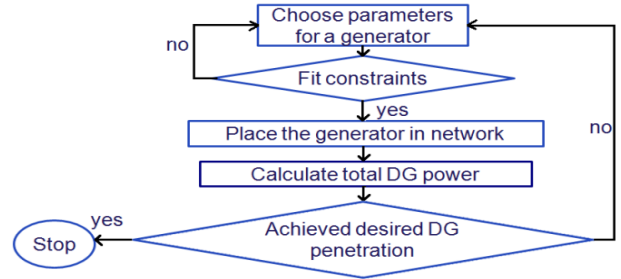 Choose parameters
for a generator
no
Fit constraints
yes
Place the generator in network
no
Calculate total DG power
yes
Achieved desired DG
penetration
Stop